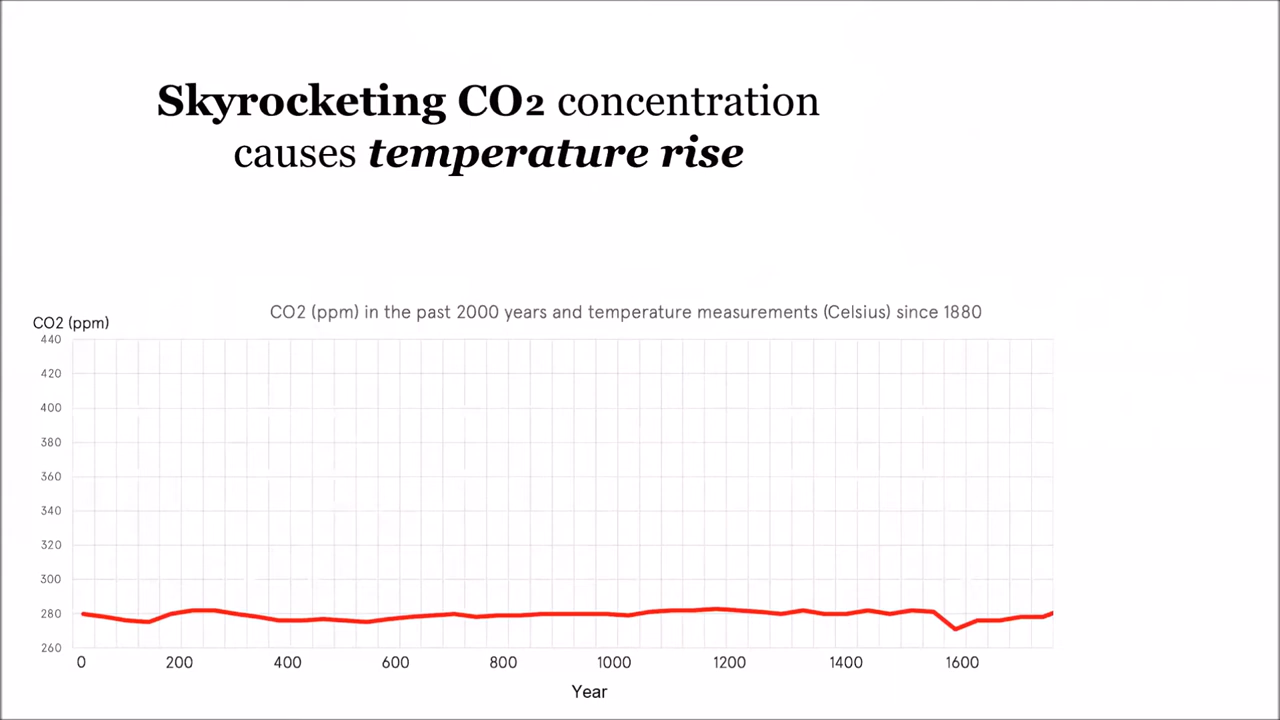 Skyrocketing CO2 concentration
causes temperature rise
CO2 (ppm) in the past 2000 years and temperature measurements (Celsius) since 1880
CO2 (ppm)
440
420
400
380
360
340
320
300
280
260
0 200 400 600 800 1000 1200 1400 1600
Year